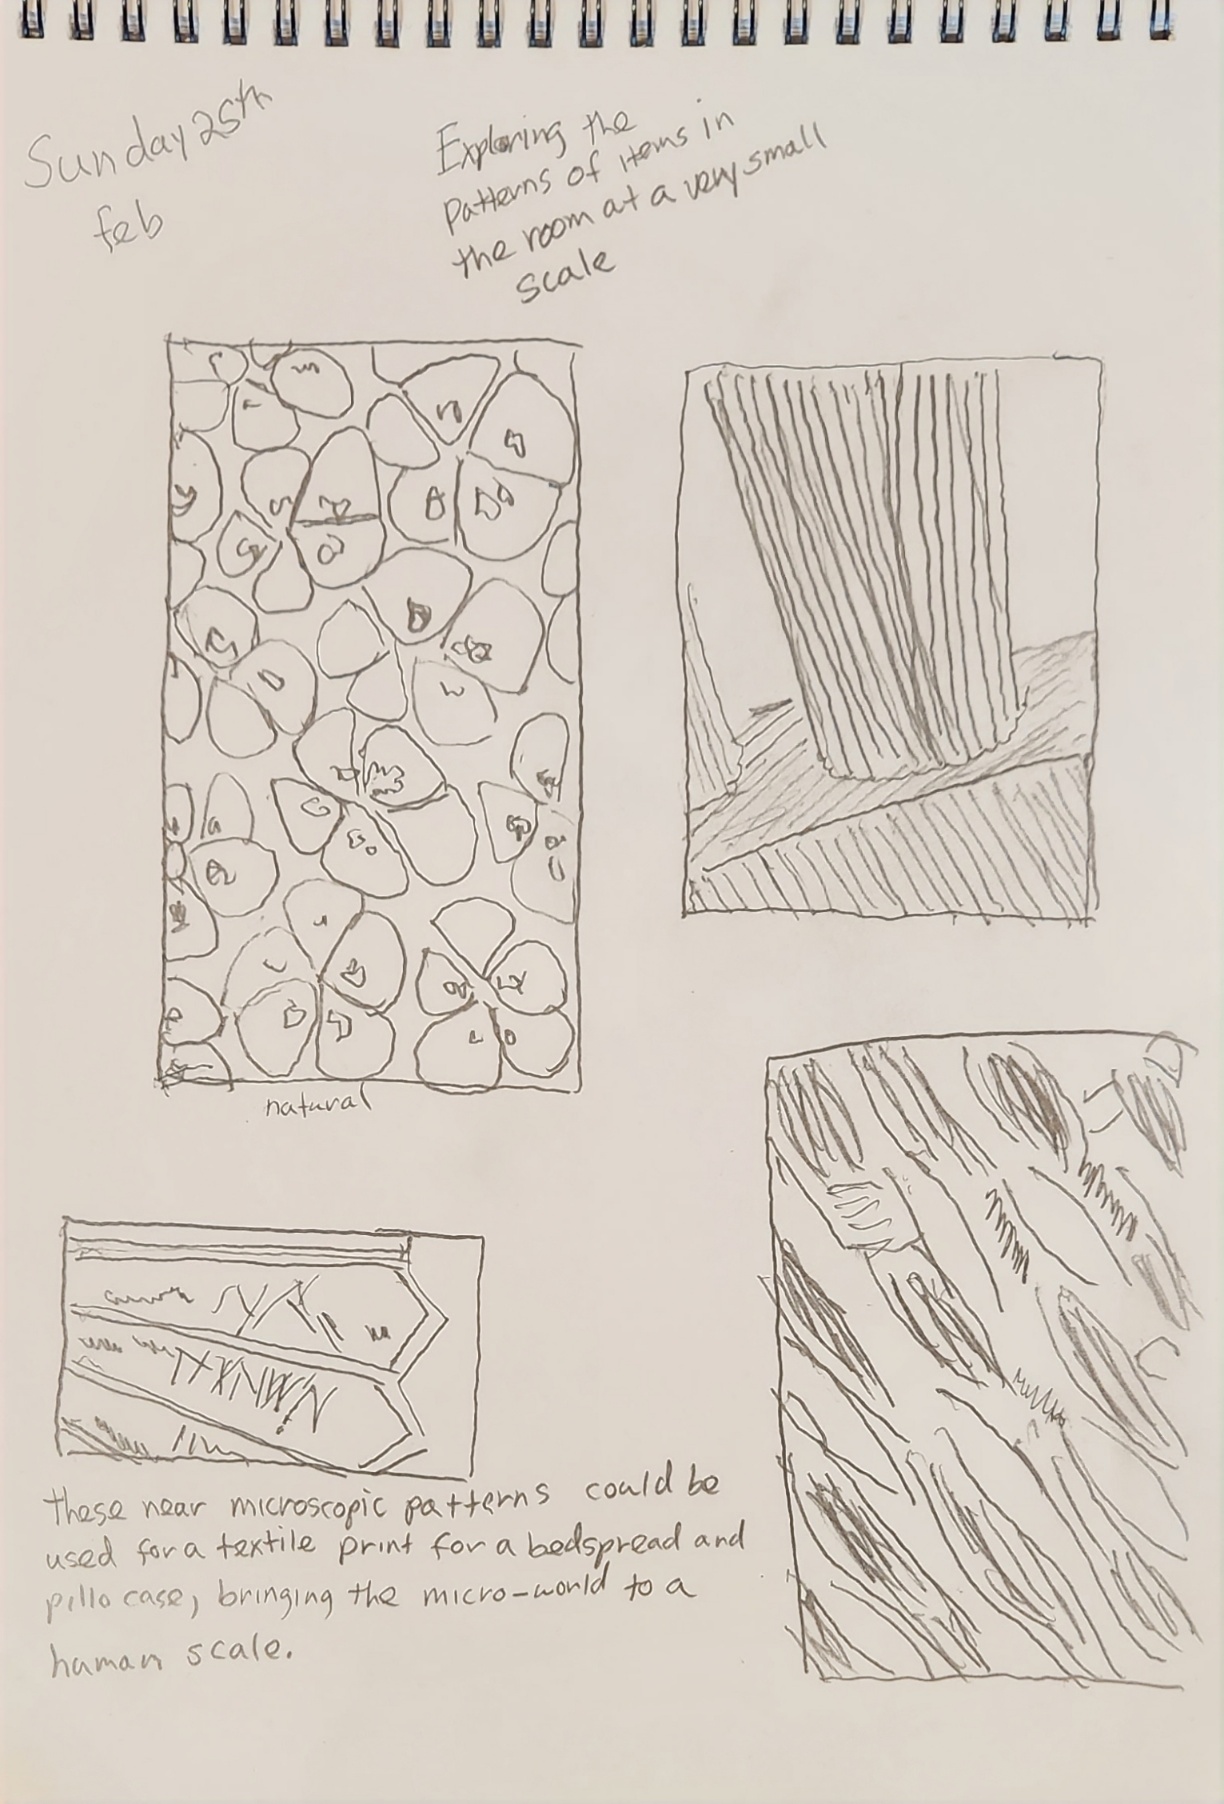 Sunday 25th
feb
Exploring the
patterns of items in
the room at a very small
scale
natural
these near microscopic patterns could be
used for a textile print for a bedspread and
pillo case, bringing the micro-world to a
human scale.